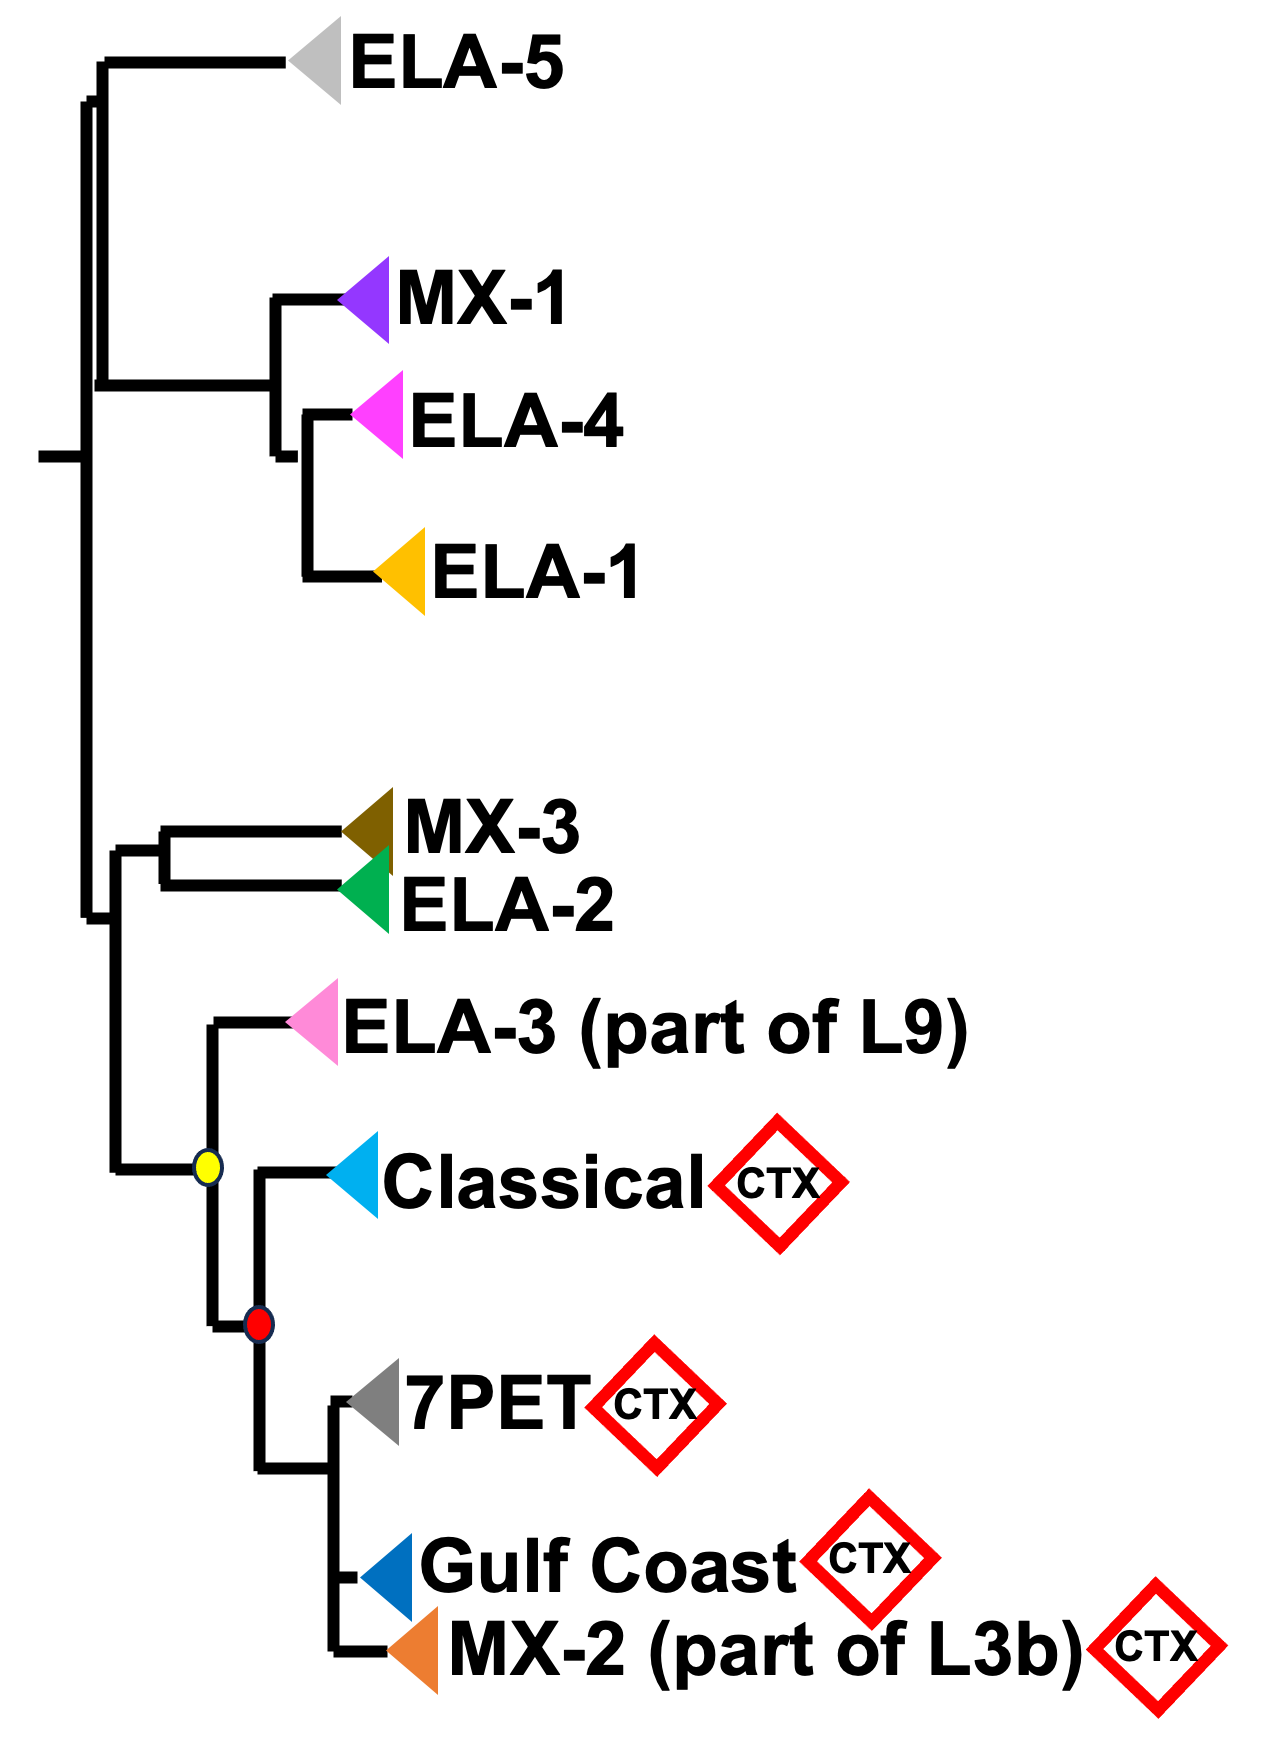 ELA-5
MX-1
ELA-4
ELA-1
MX-3
ELA-2
ELA-3 (part of L9)
Classical CTX
7PET CTX
Gulf Coast CTX
MX-2 (part of L3b) CTX